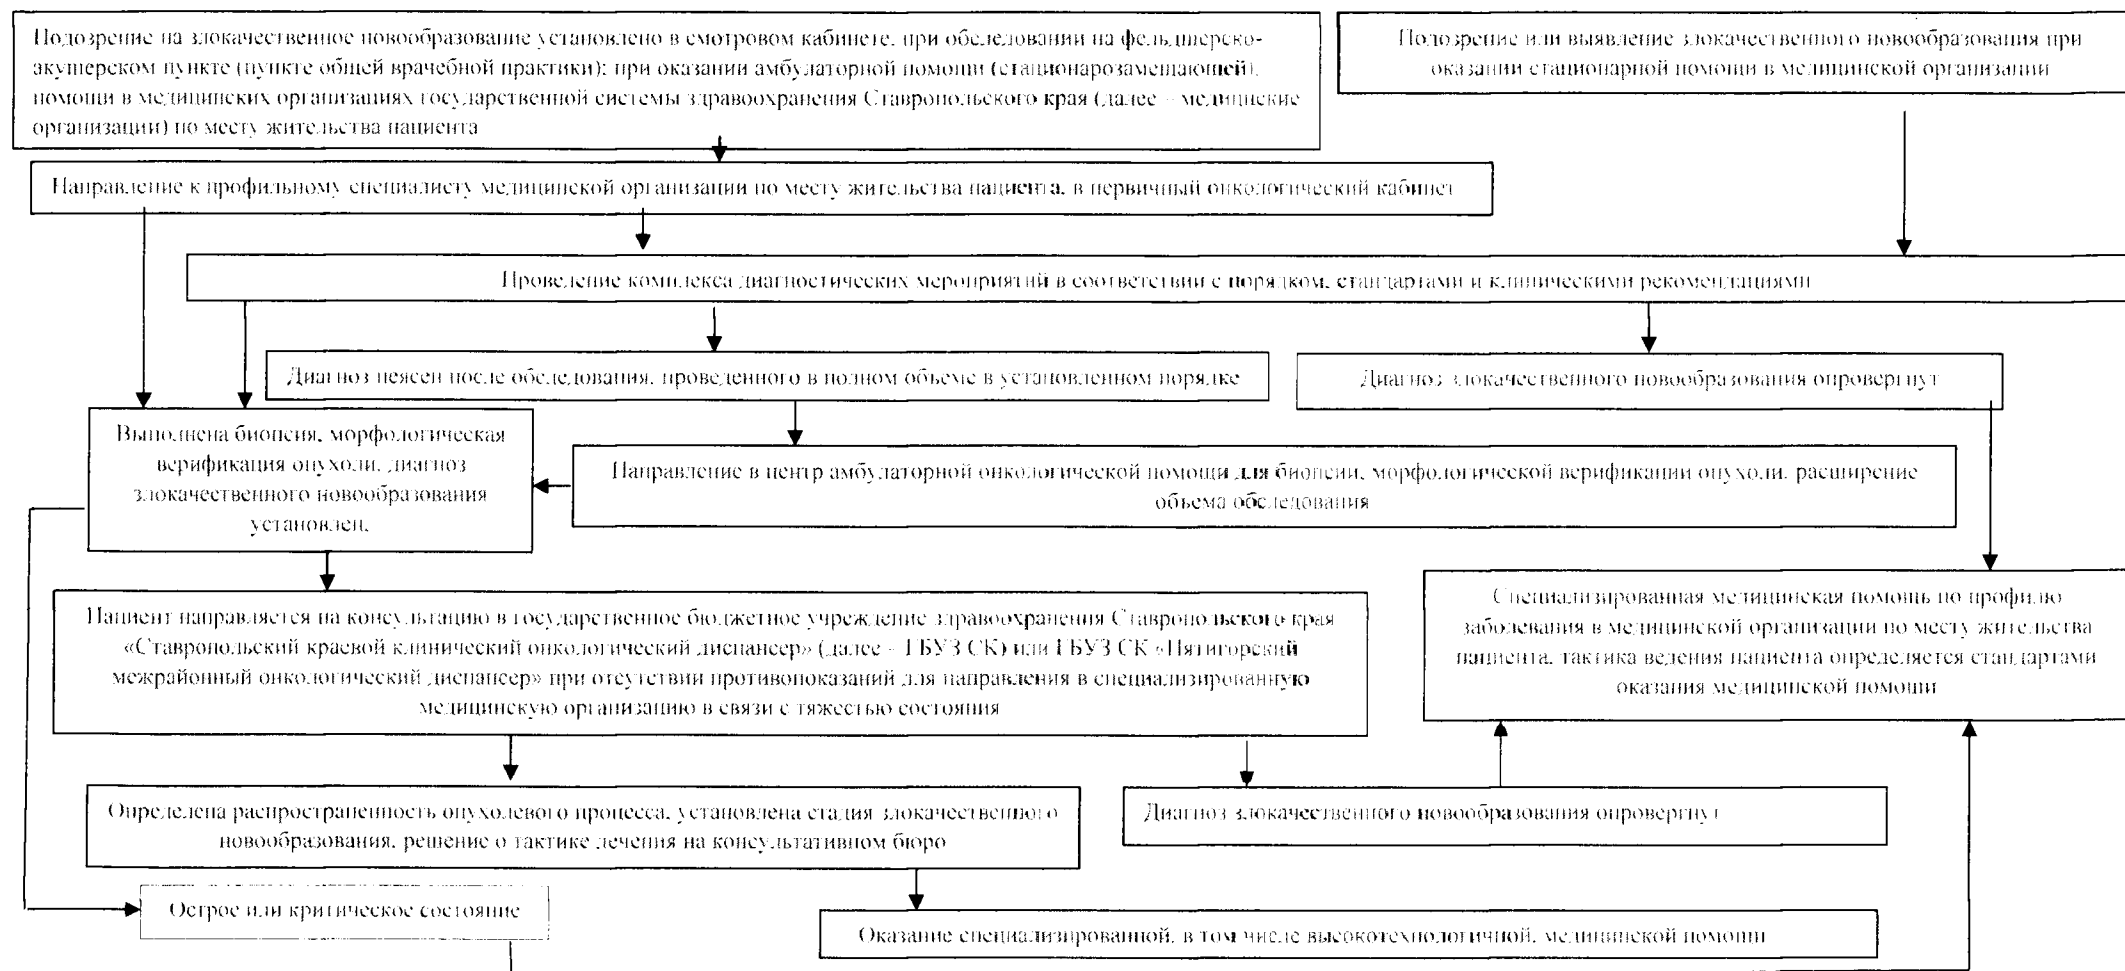 Подозрение на злокачественное новообразование установлено в смотровом кабинете, при обследовании на фельдшерско-
акушерском пункте (пункте общей врачебной практики); при оказании амбулаторной помощи (стационарозамещающей),
помощи в медицинских организациях государственной системы здравоохранения Ставропольского края (далее – медицинские
организации) по месту жительства пациента
Подозрение или выявление злокачественного новообразования при
оказании стационарной помощи в медицинской организации
Направление к профильному специалисту медицинской организации по месту жительства пациента, в первичный онкологический кабинет
Проведение комплекса диагностических мероприятий в соответствии с порядком, стандартами и клиническими рекомендациями
Диагноз неясен после обследования, проведенного в полном объеме в установленном порядке
Диагноз злокачественного новообразования опровергнут
Выполнена биопсия, морфологическая
верификация опухоли, диагноз
злокачественного новообразования
установлен.
Направление в центр амбулаторной онкологической помощи для биопсии, морфологической верификации опухоли, расширение
объема обследования
Пациент направляется на консультацию в государственное бюджетное учреждение здравоохранения Ставропольского края
«Ставропольский краевой клинический онкологический диспансер» (далее – ГБУЗ СК) или ГБУЗ СК «Пятигорский
межрайонный онкологический диспансер» при отсутствии противопоказаний для направления в специализированную
медицинскую организацию в связи с тяжестью состояния
Специализированная медицинская помощь по профилю
заболевания в медицинской организации по месту жительства
пациента, тактика ведения пациента определяется стандартами
оказания медицинской помощи
Определена распространенность опухолевого процесса, установлена стадия злокачественного
новообразования, решение о тактике лечения на консультативном бюро
Диагноз злокачественного новообразования опровергнут
Острое или критическое состояние
Оказание специализированной, в том числе высокотехнологичной, медицинской помощи